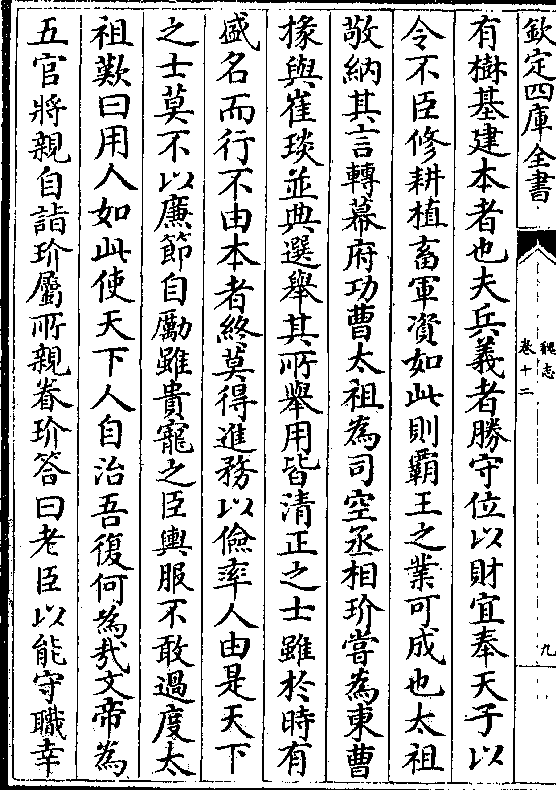 欽定四庫全書
魏志
卷十二
九
有樹基建本者也夫兵義者勝守位以財宜奉天子以
令不臣修耕植畜軍資如此則霸王之業可成也太祖
敬納其言轉幕府功曹太祖為司空丞相玠嘗為東曹
掾與崔琰並典選舉其所舉用皆清正之士雖於時有
盛名而行不由本者終莫得進務以儉率人由是天下
之士莫不以廉節自勵雖貴寵之臣輿服不敢過度太
祖歎曰用人如此使天下人自治吾復何為哉文帝為
五官將親自詣玠屬所親眷玠答曰老臣以能守職幸